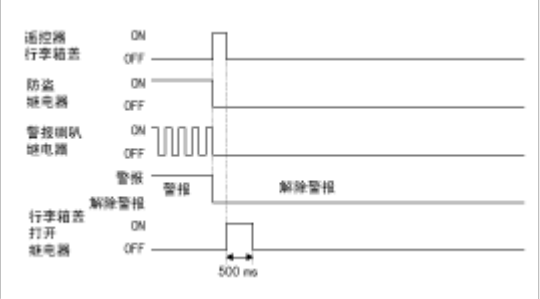 遥控器 ON
行李箱盖 OFF
防盗 ON
继电器 OFF
警报喇叭 ON
继电器 OFF
警报
警报 解除警报
解除警报
行李箱盖
打开 ON
继电器 OFF
500 ms